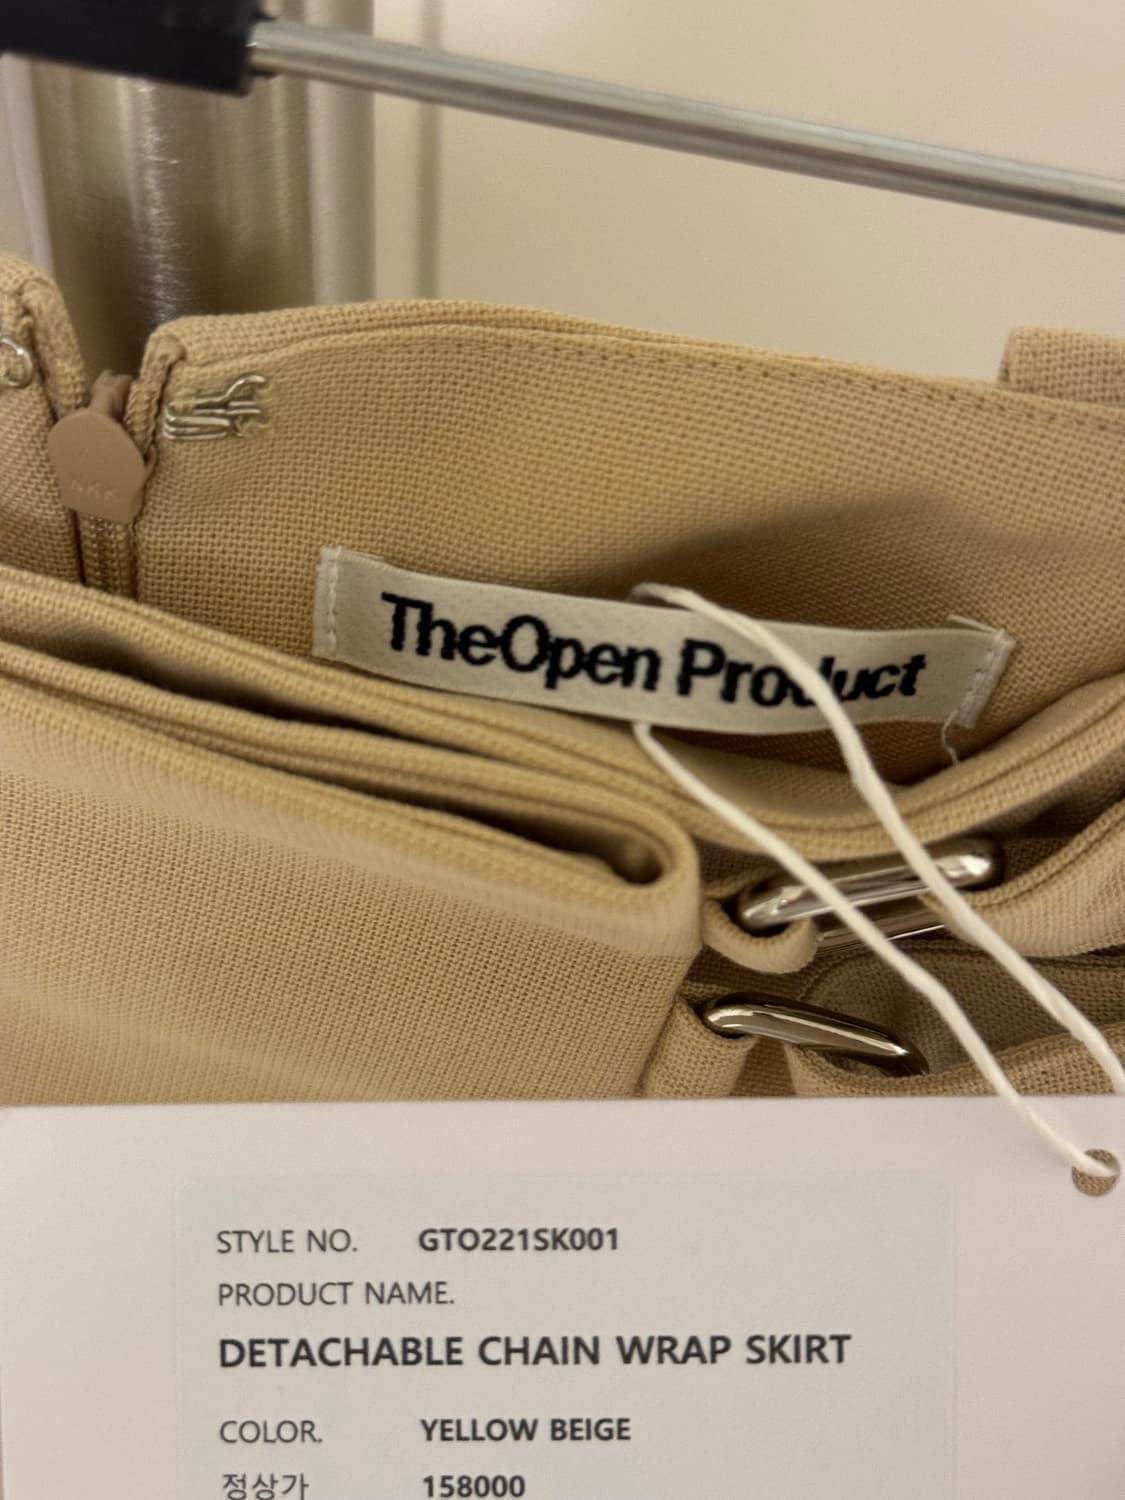 TheOpen Product
STYLE NO. GTO221SK001
PRODUCT NAME.
DETACHABLE CHAIN WRAP SKIRT
COLOR. YELLOW BEIGE
정상가 158000